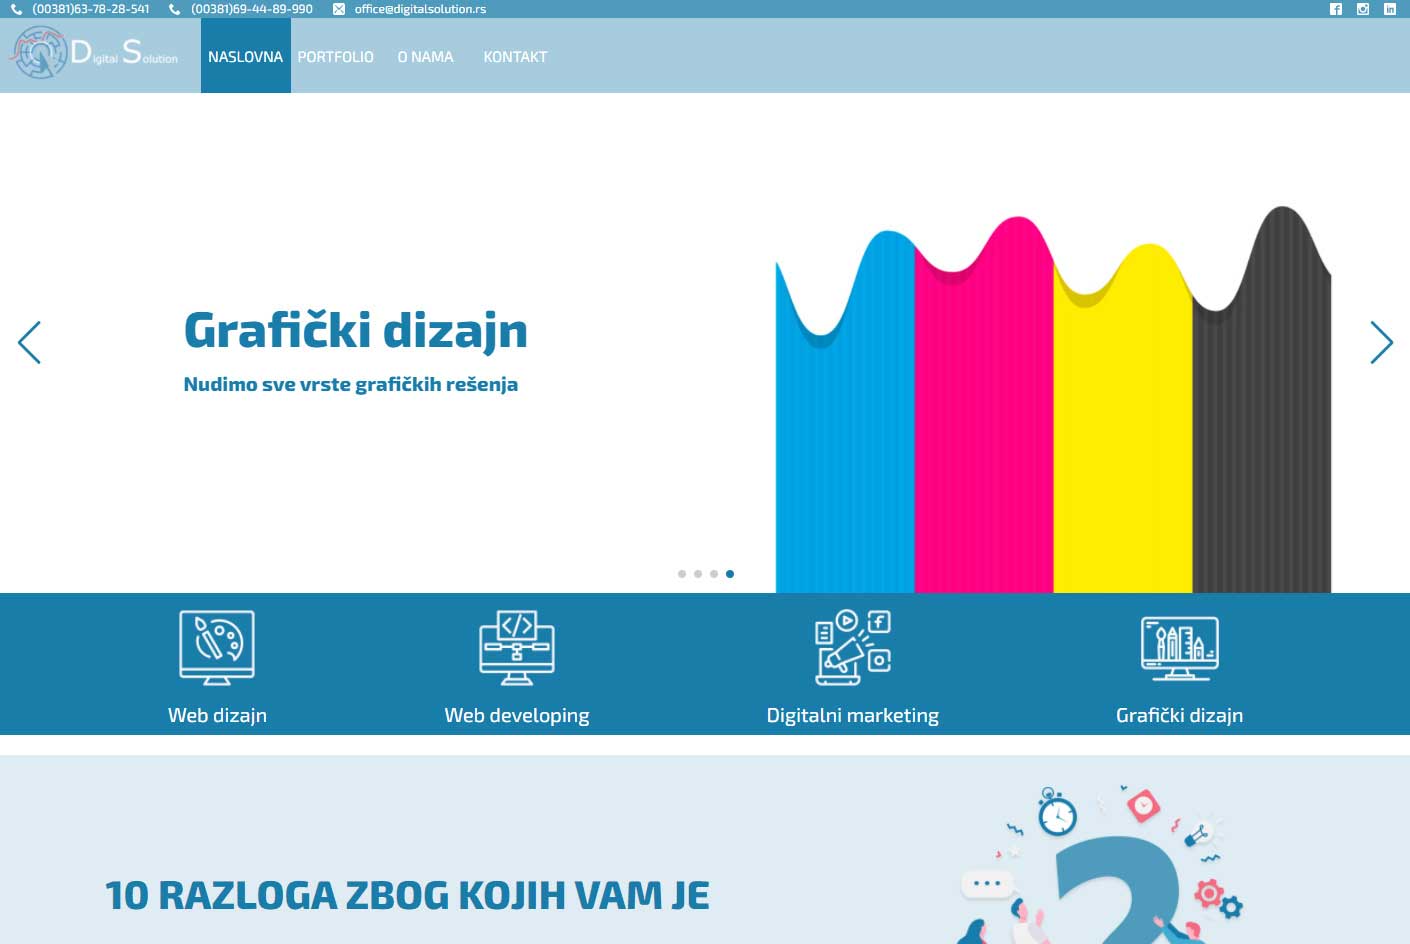 (00381)63-78-28-541 (00381)69-44-89-990 office@digitalsolution.rs
Digital Solution NASLOVNA PORTFOLIO O NAMA KONTAKT
Grafički dizajn
Nudimo sve vrste grafičkih rešenja
Web dizajn Web developing Digitalni marketing Grafički dizajn
10 RAZLOGA ZBOG KOJIH VAM JE